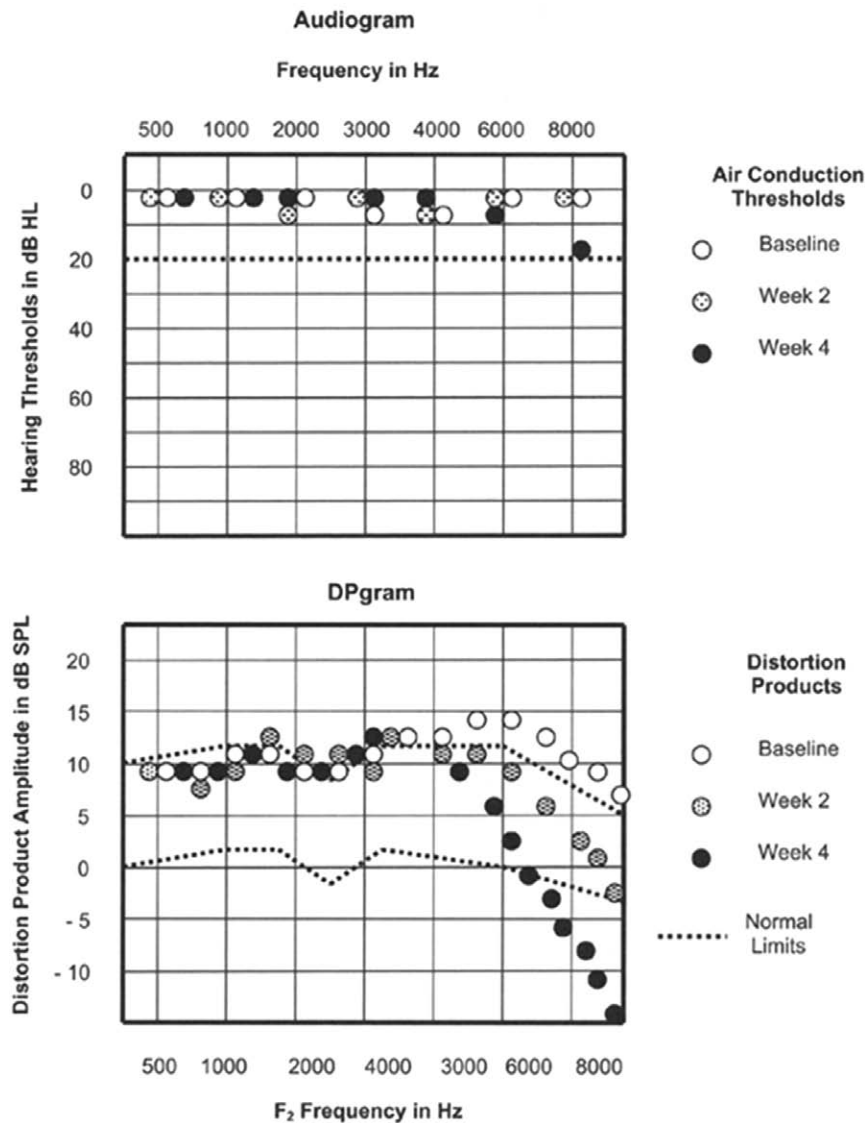 Audiogram
Frequency in Hz
500 1000 2000 3000 4000 6000 8000
Hearing Thresholds in dB HL
0
20
40
60
80
Air Conduction
Thresholds
Baseline
Week 2
Week 4
DPgram
Distortion Product Amplitude in dB SPL
20
15
10
5
0
- 5
- 10
Distortion
Products
Baseline
Week 2
Week 4
Normal
Limits
500 1000 2000 4000 3000 6000 8000
F₂ Frequency in Hz